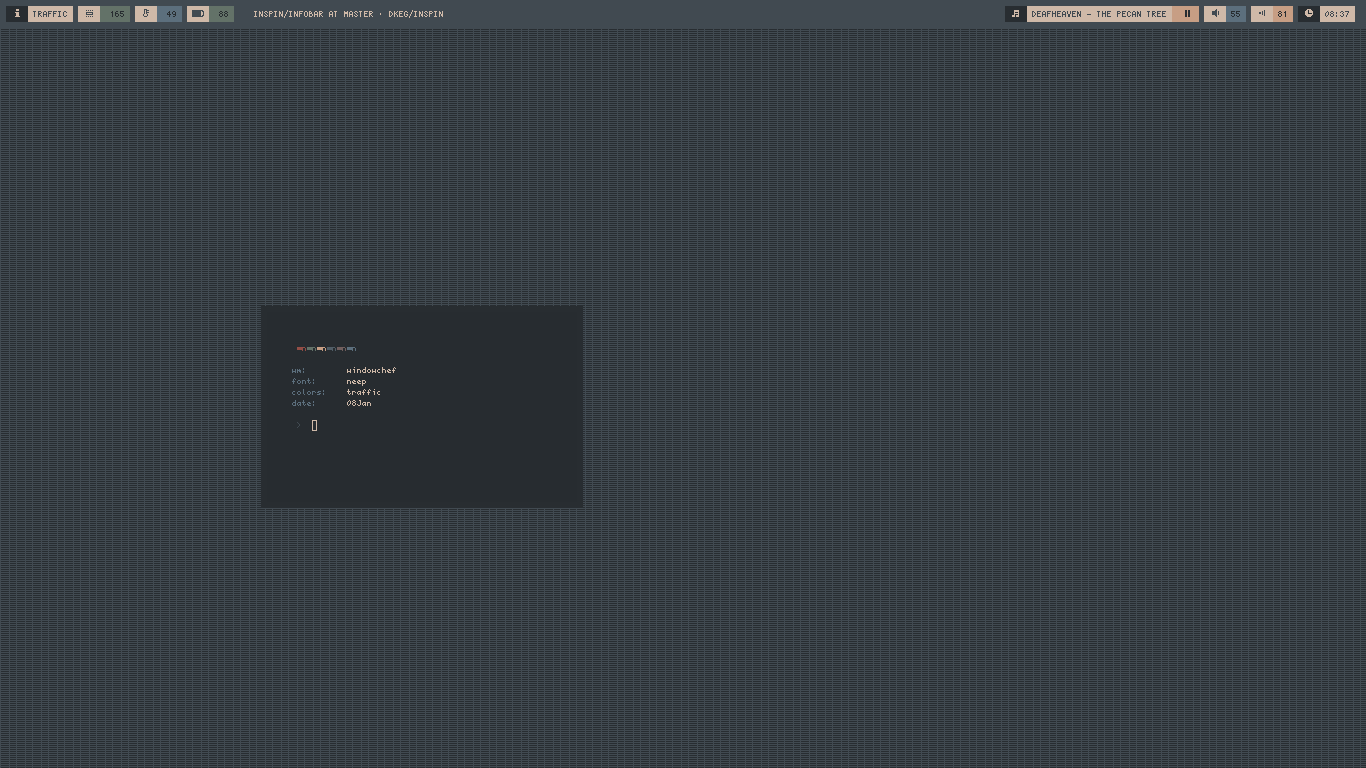 TRAFFIC 165 49 88 INSPIN/INFOBAR AT MASTER · DKEG/INSPIN DEAFHEAVEN - THE PECAN TREE 55 81 08:37
wm: windowchef
font: neep
colors: traffic
date: 08Jan
>